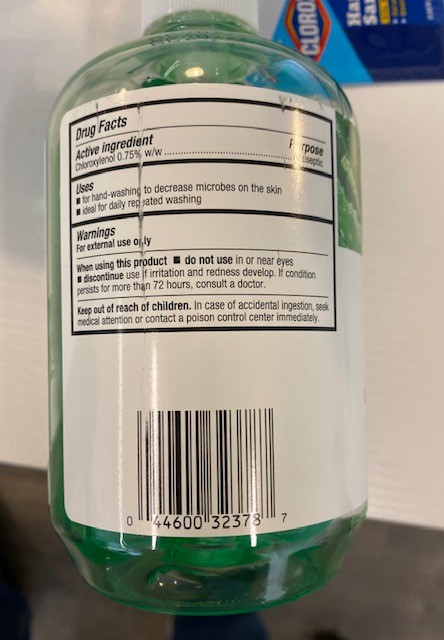 CLOROX
Drug Facts
Active ingredient Purpose
Chloroxylenol 0.75% w/w
Uses
■ for hand-washing to decrease microbes on the skin
■ ideal for daily repeated washing
Warnings
For external use only
When using this product ■ do not use in or near eyes
■ discontinue use if irritation and redness develop. If condition
persists for more than 72 hours, consult a doctor.
Keep out of reach of children. In case of accidental ingestion, seek
medical attention or contact a poison control center immediately.
0 44600 32378 7